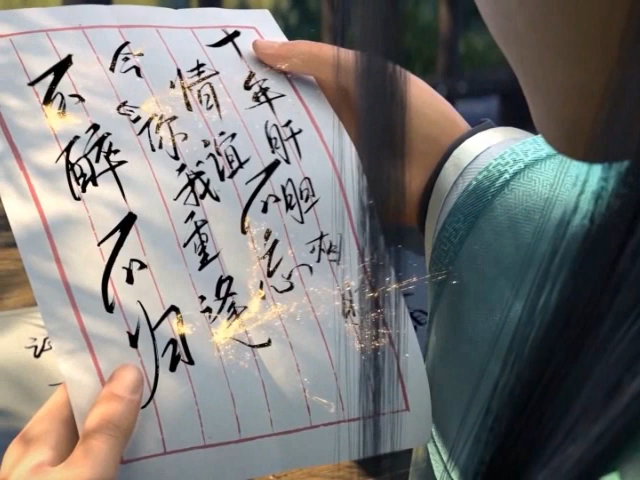 十年肝胆
情谊不忘
今你我重逢
不醉不归